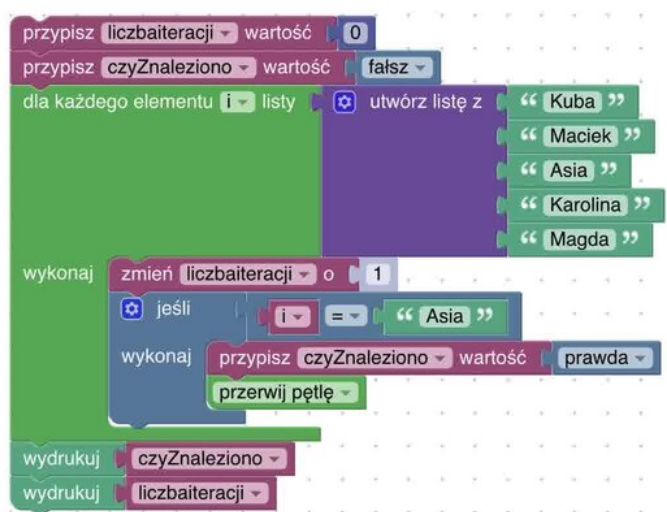 przypisz liczbaiteracji wartość 0
przypisz czyZnaleziono wartość fałsz
dla każdego elementu i listy utwórz listę z “ Kuba ”
“ Maciek ”
“ Asia ”
“ Karolina ”
“ Magda ”
wykonaj zmień liczbaiteracji o 1
jeśli i = “ Asia ”
wykonaj przypisz czyZnaleziono wartość prawda
przerwij pętlę
wydrukuj czyZnaleziono
wydrukuj liczbaiteracji